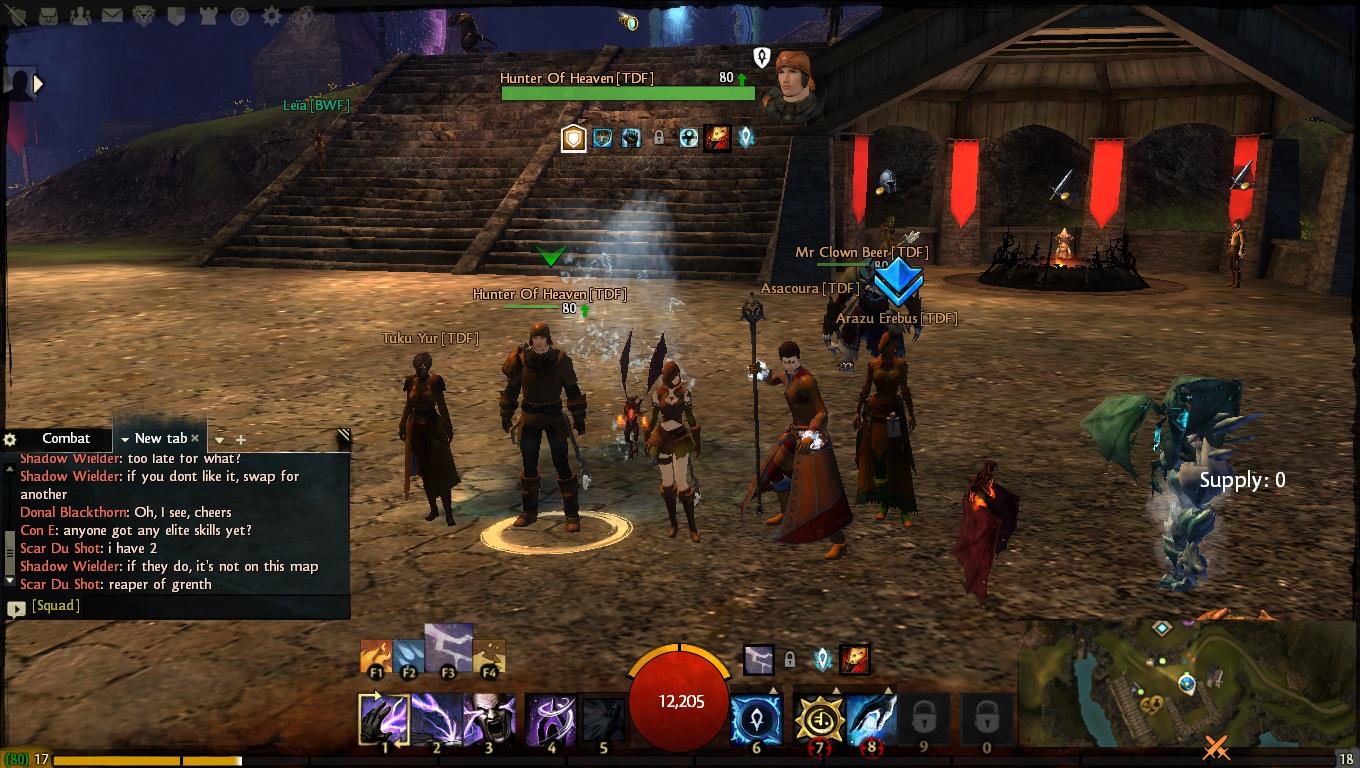 Hunter Of Heaven [TDF]
80
Leïa [BWF]
Mr Clown Beer [TDF]
80
Asacoura [TDF]
Hunter Of Heaven [TDF]
80
Arazu Erebus [TDF]
Tuku Yur [TDF]
Supply: 0
Combat
New tab
Shadow Wielder: too late for what?
Shadow Wielder: if you dont like it, swap for
another
Donal Blackthorn: Oh, I see, cheers
Con E: anyone got any elite skills yet?
Scar Du Shot: i have 2
Shadow Wielder: if they do, it's not on this map
Scar Du Shot: reaper of grenth
[Squad]
F1 F2 F3 F4
12,205
1 2 3 4 5 6 7 8 9 0
(80) 17
18